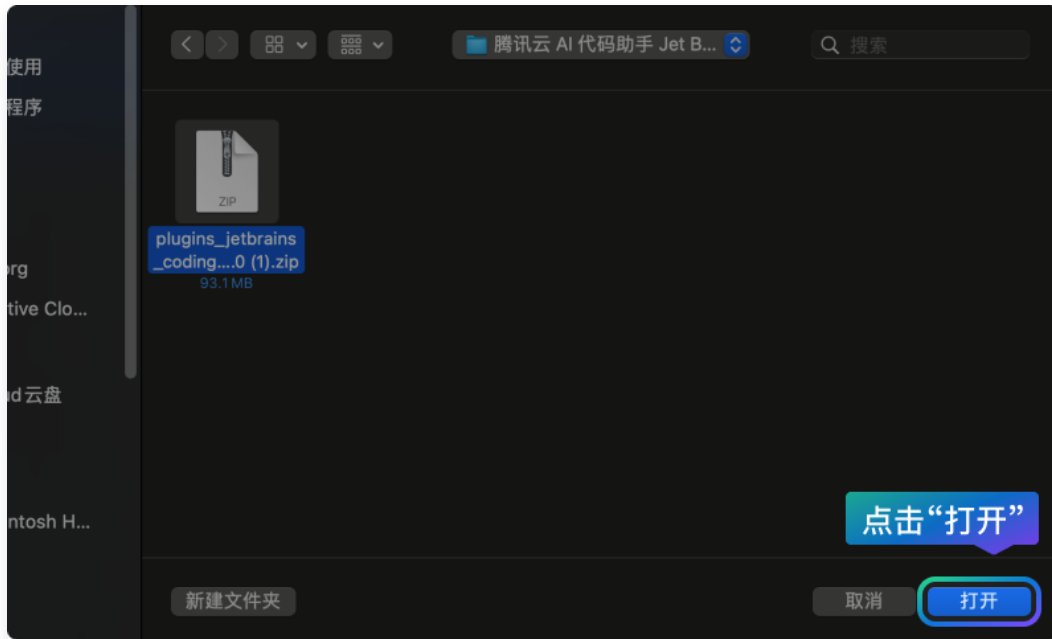 腾讯云 AI 代码助手 Jet B...
搜索
使用
程序
org
tive Clo...
ud云盘
ntosh H...
ZIP
plugins_jetbrains
_coding....0 (1).zip
93.1 MB
点击“打开”
新建文件夹
取消
打开